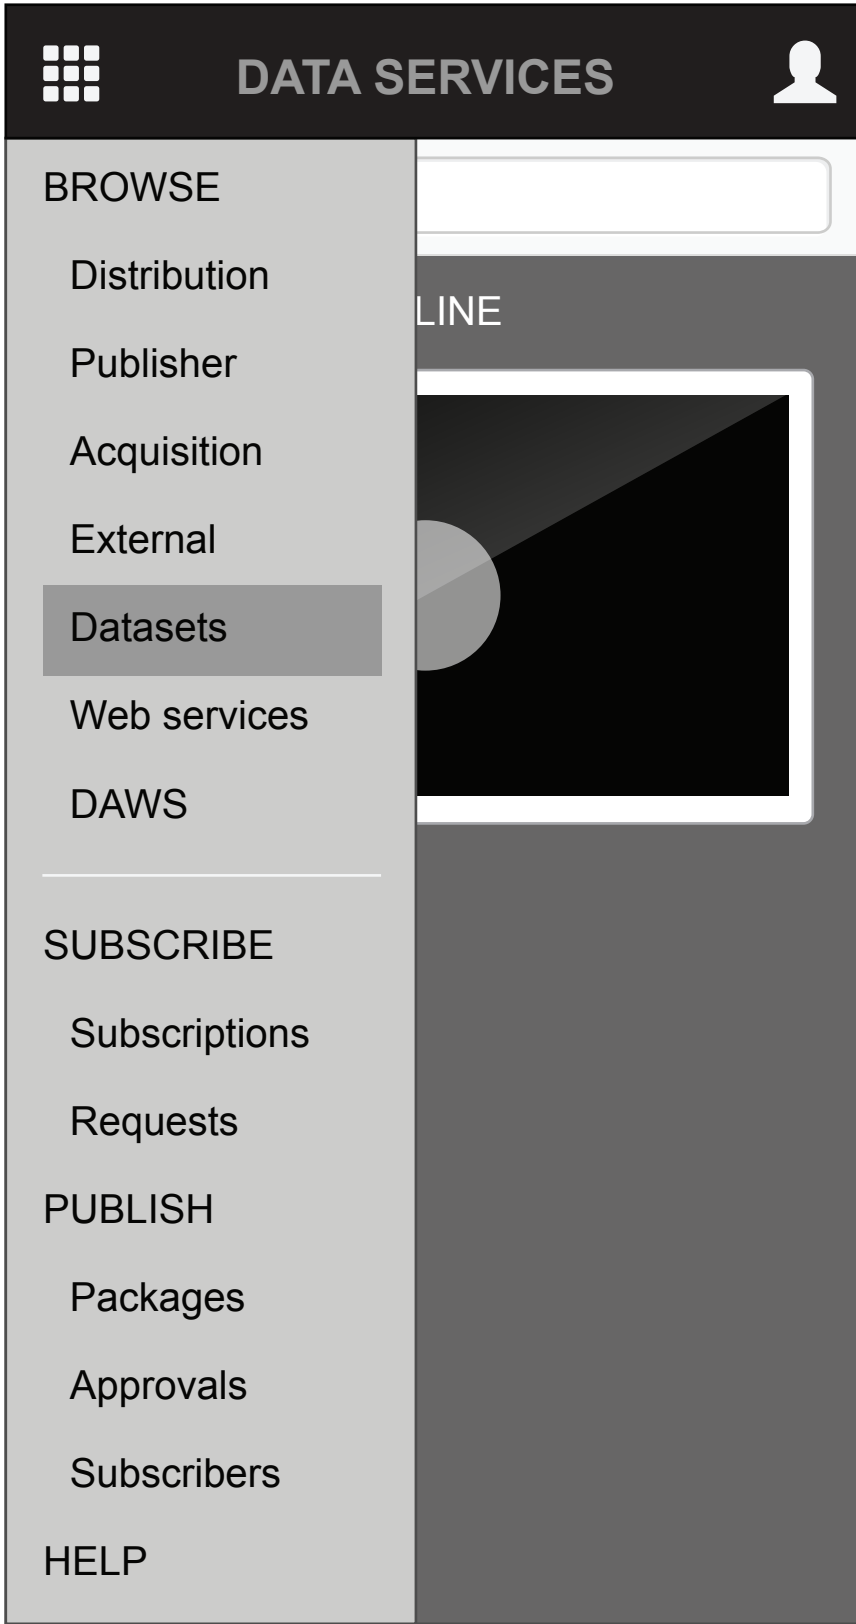 DATA SERVICES
BROWSE
Distribution
LINE
Publisher
Acquisition
External
Datasets
Web services
DAWS
SUBSCRIBE
Subscriptions
Requests
PUBLISH
Packages
Approvals
Subscribers
HELP